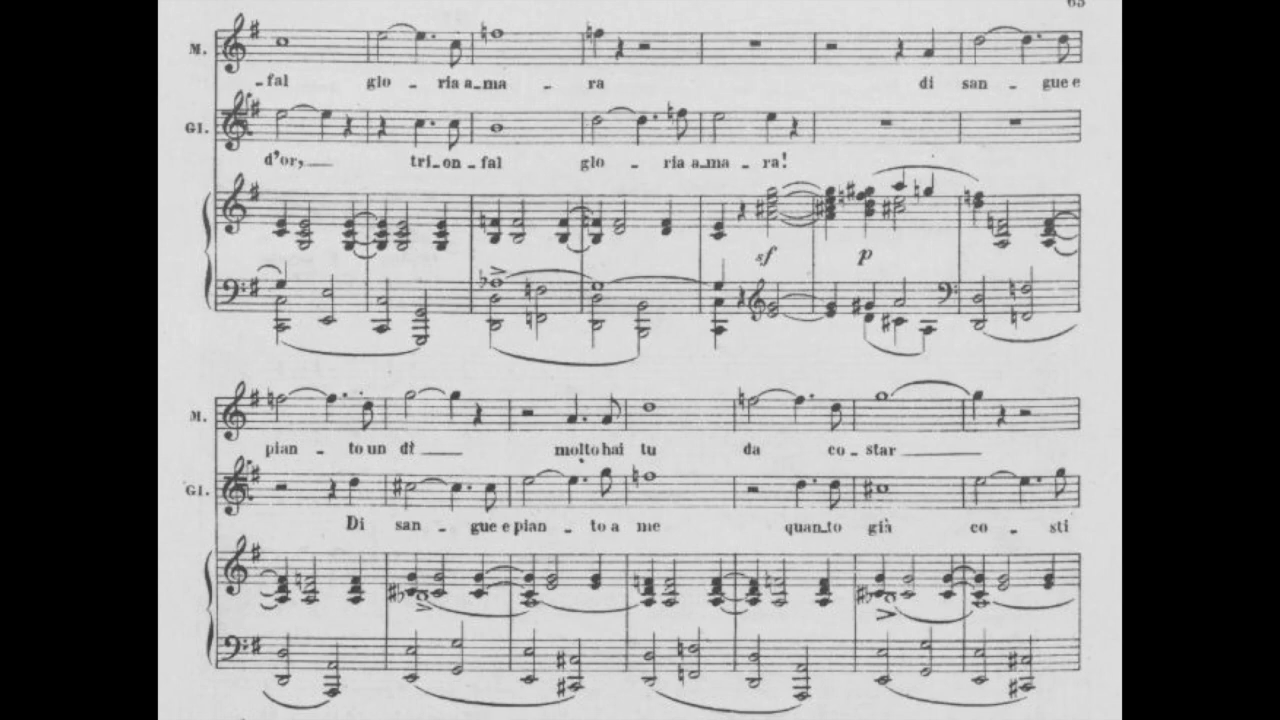 65
M.
- fal glo - ria a - ma - ra di san - gue e
GI.
d'or, tri - on - fal glo - ria a - ma - ra!
sf p
M.
pian - to un dì molto hai tu da co - star
GI.
Di san - gue e pian - to a me quan - to già co - sti